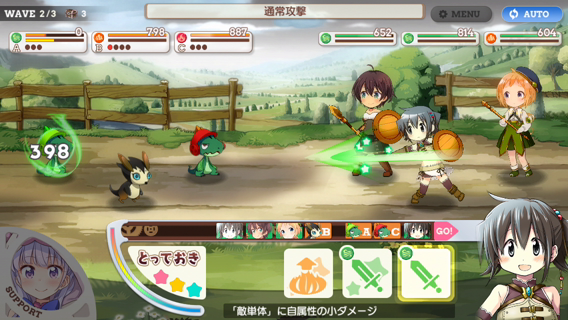 WAVE 2/3 3
通常攻撃
MENU
AUTO
0
798
887
652
814
604
A
B
C
398
B A C GO!
とっておき
SUPPORT
「敵単体」に自属性の小ダメージ